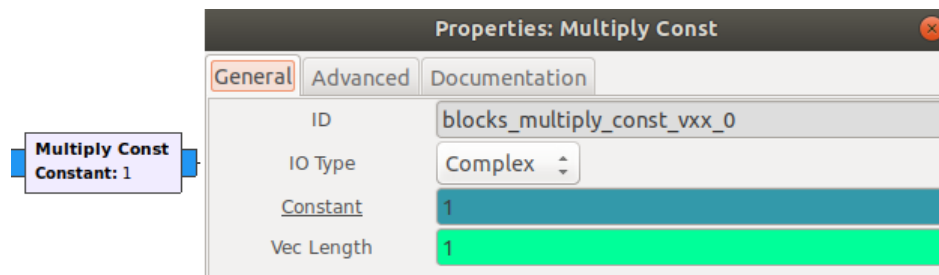 Properties: Multiply Const
General Advanced Documentation
ID blocks_multiply_const_vxx_0
IO Type Complex
Constant 1
Vec Length 1
Multiply Const
Constant: 1